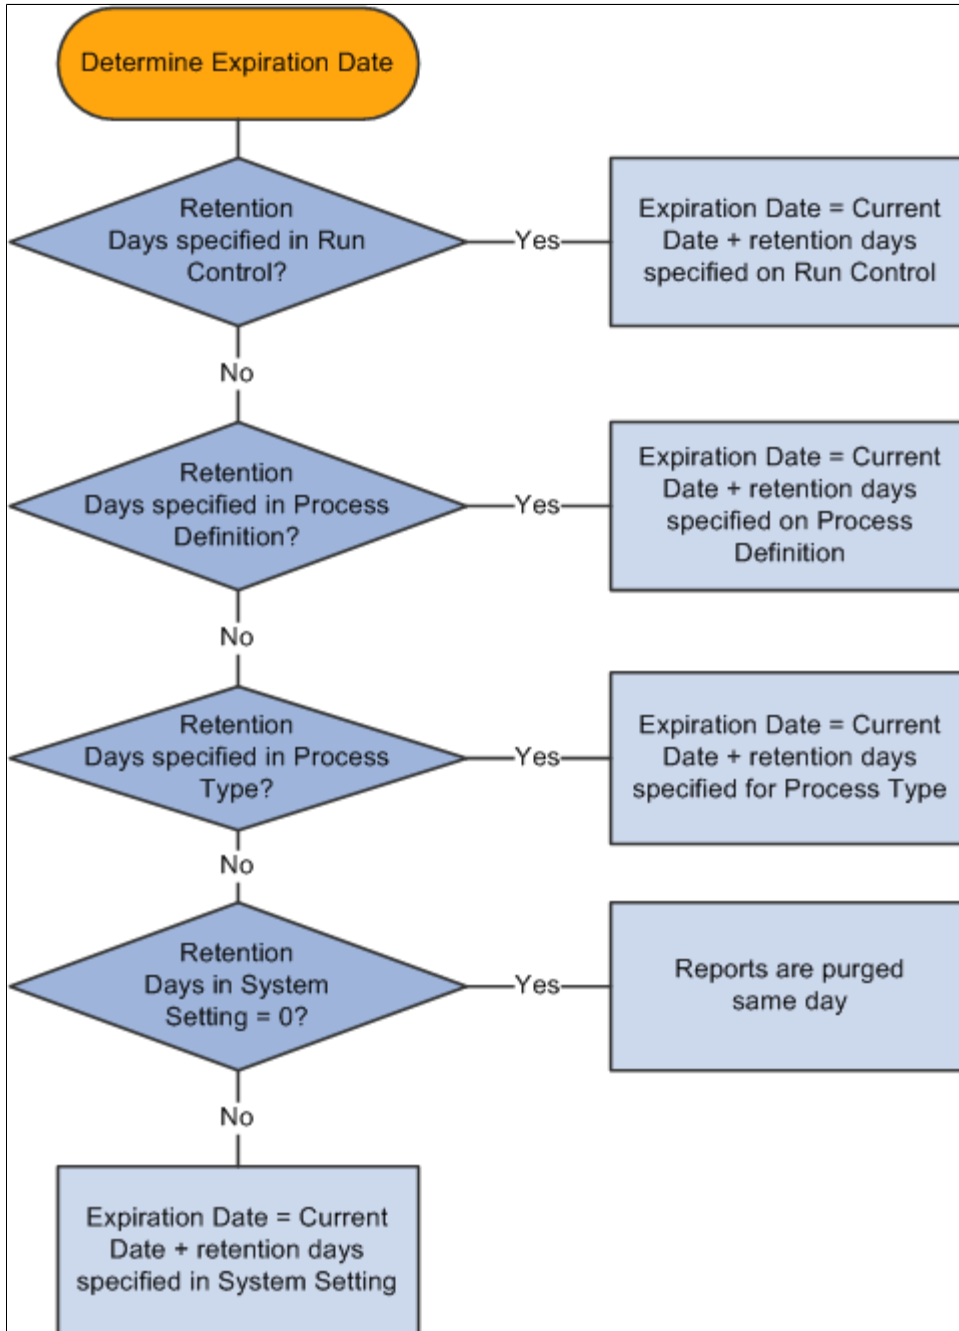 Determine Expiration Date
Retention
Days specified in Run
Control?
Yes
Expiration Date = Current
Date + retention days
specified on Run Control
No
Retention
Days specified in Process
Definition?
Yes
Expiration Date = Current
Date + retention days
specified on Process
Definition
No
Retention
Days specified in Process
Type?
Yes
Expiration Date = Current
Date + retention days
specified for Process Type
No
Retention
Days in System
Setting = 0?
Yes
Reports are purged
same day
No
Expiration Date = Current
Date + retention days
specified in System Setting